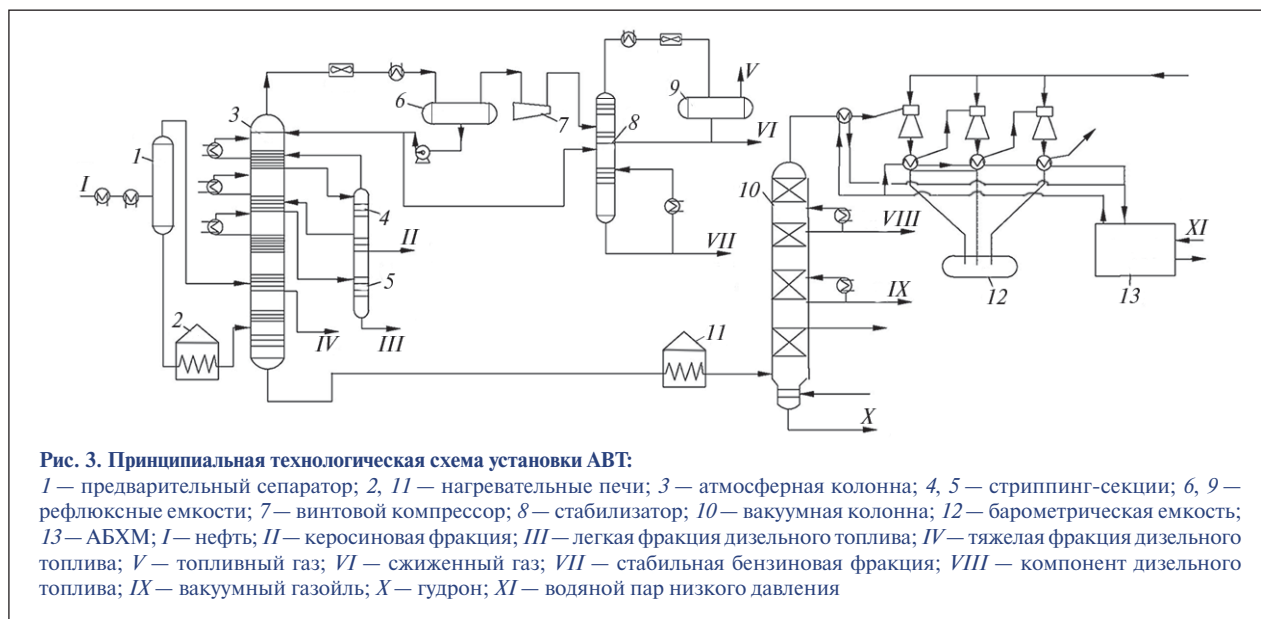 V
9
6
7
8
VI
3
1
I
4
II
5
10
VIII
XI
VII
2
IV
III
11
IX
12
13
X
Рис. 3. Принципиальная технологическая схема установки АВТ:
1 — предварительный сепаратор; 2, 11 — нагревательные печи; 3 — атмосферная колонна; 4, 5 — стриппинг-секции; 6, 9 —
рефлюксные емкости; 7 — винтовой компрессор; 8 — стабилизатор; 10 — вакуумная колонна; 12 — барометрическая емкость;
13 — АБХМ; I — нефть; II — керосиновая фракция; III — легкая фракция дизельного топлива; IV — тяжелая фракция дизельного
топлива; V — топливный газ; VI — сжиженный газ; VII — стабильная бензиновая фракция; VIII — компонент дизельного
топлива; IX — вакуумный газойль; X — гудрон; XI — водяной пар низкого давления